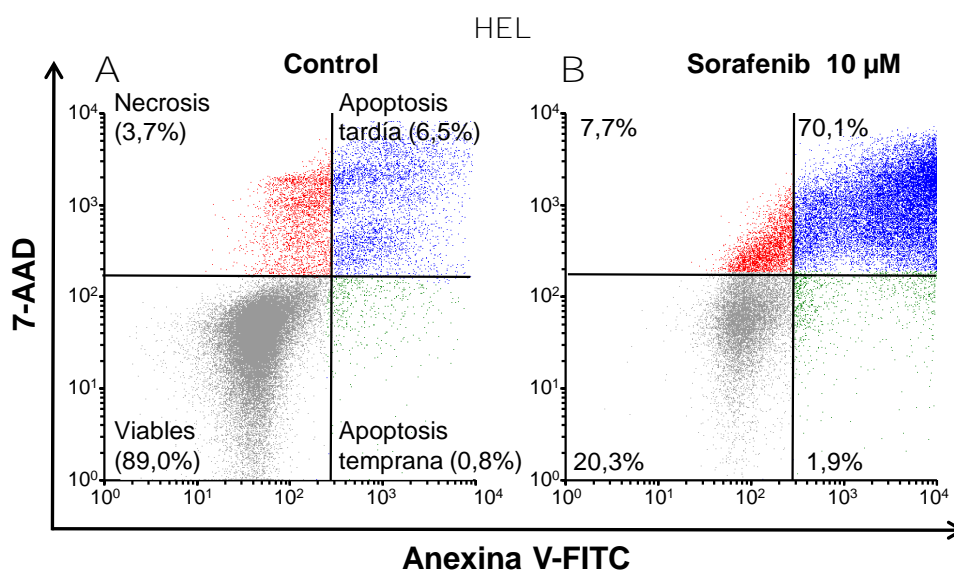 HEL
A
Control
B
Sorafenib 10 µM
Necrosis
(3,7%)
Apoptosis
tardía (6,5%)
7,7%
70,1%
10⁴
10³
10²
10¹
10⁰
10⁴
10³
10²
10¹
10⁰
7-AAD
Viables
(89,0%)
Apoptosis
temprana (0,8%)
20,3%
1,9%
10⁰ 10¹ 10² 10³ 10⁴
10⁰ 10¹ 10² 10³ 10⁴
Anexina V-FITC